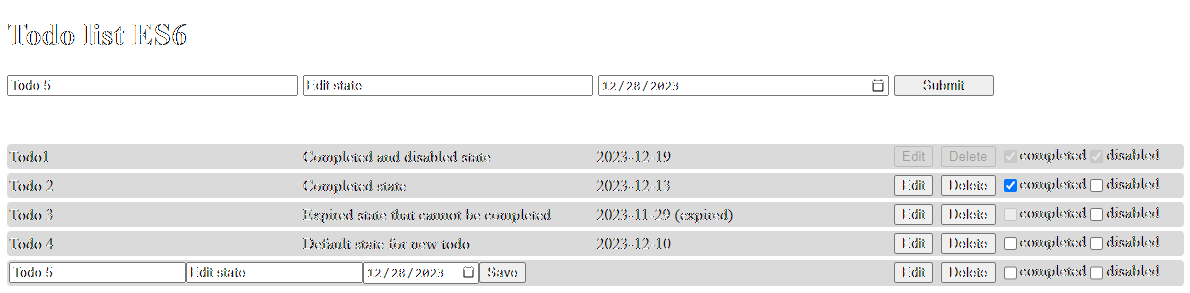 Todo list ES6
Todo 5 Edit state 12/28/2023 Submit
Todo1 Completed and disabled state 2023-12-19 Edit Delete completed disabled
Todo 2 Completed state 2023-12-13 Edit Delete completed disabled
Todo 3 Expired state that cannot be completed 2023-11-29 (expired) Edit Delete completed disabled
Todo 4 Default state for new todo 2023-12-10 Edit Delete completed disabled
Todo 5 Edit state 12/28/2023 Save Edit Delete completed disabled